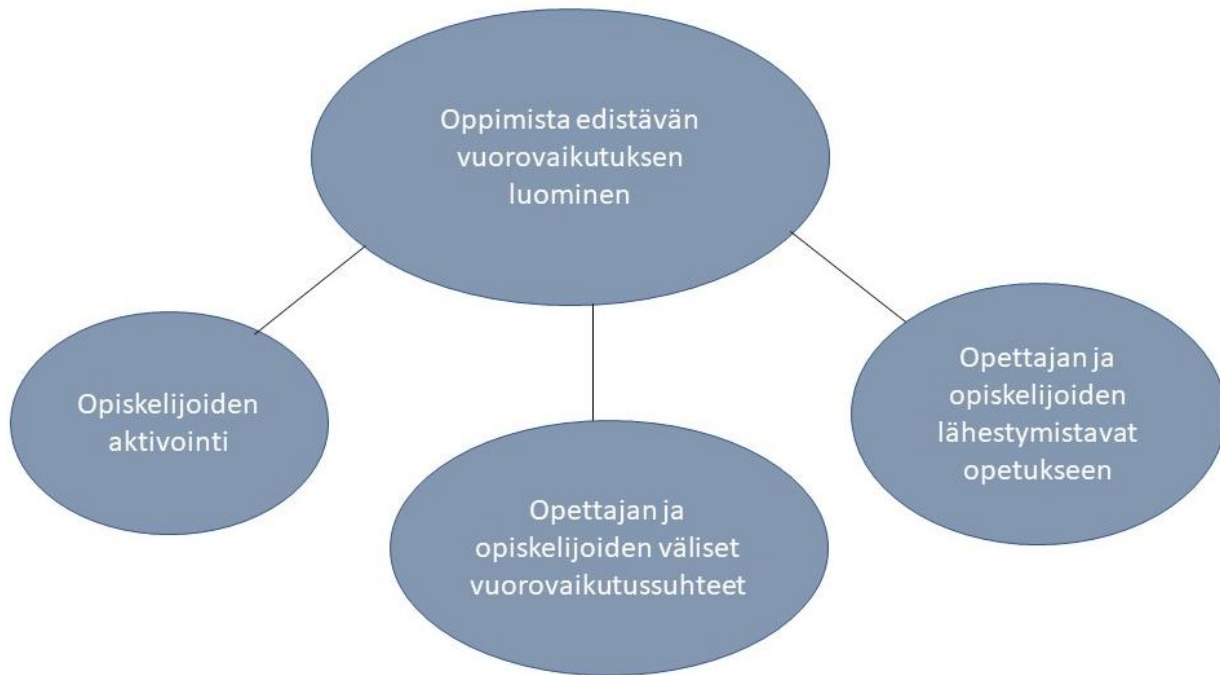 Oppimista edistävän
vuorovaikutuksen
luominen
Opiskelijoiden
aktivointi
Opettajan ja
opiskelijoiden väliset
vuorovaikutussuhteet
Opettajan ja
opiskelijoiden
lähestymistavat
opetukseen